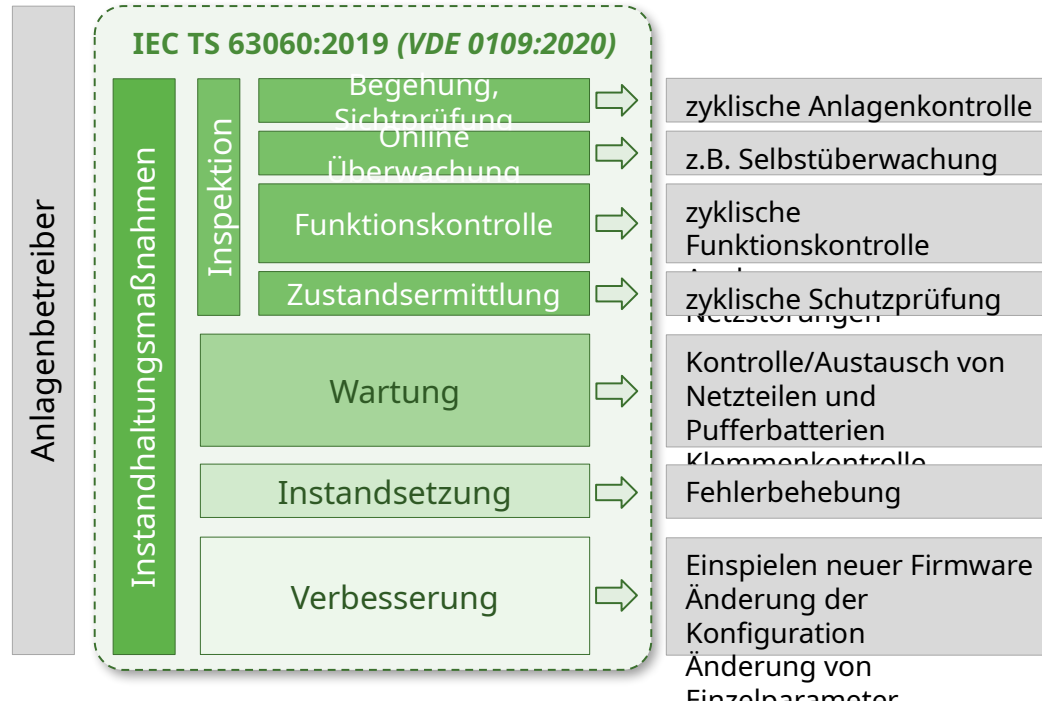 IEC TS 63060:2019 (VDE 0109:2020)
Anlagenbetreiber
Instandhaltungsmaßnahmen
Inspektion
Begehung,
Sichtprüfung
zyklische Anlagenkontrolle
Online
Überwachung
z.B. Selbstüberwachung
Funktionskontrolle
zyklische
Funktionskontrolle
Netzstörungen
Zustandsermittlung
zyklische Schutzprüfung
Wartung
Kontrolle/Austausch von
Netzteilen und
Pufferbatterien
Klemmenkontrolle
Instandsetzung
Fehlerbehebung
Verbesserung
Einspielen neuer Firmware
Änderung der
Konfiguration
Änderung von
Einzelparameter